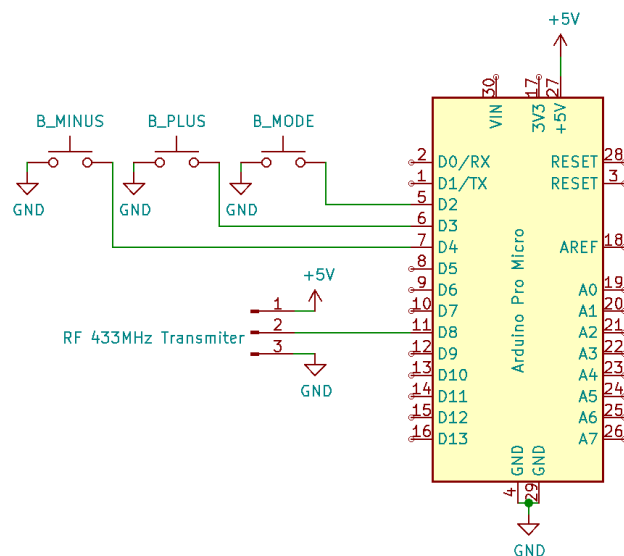 +5V
30
17
27
VIN
3V3
+5V
B_MINUS
B_PLUS
B_MODE
GND
GND
GND
2 D0/RX
RESET 28
1 D1/TX
RESET 3
5 D2
6 D3
7 D4
AREF 18
8 D5
9 D6
A0 19
10 D7
A1 20
11 D8
A2 21
12 D9
A3 22
13 D10
A4 23
14 D11
A5 24
15 D12
A6 25
16 D13
A7 26
Arduino Pro Micro
+5V
1
RF 433MHz Transmiter 2
3
GND
GND
GND
4
29
GND